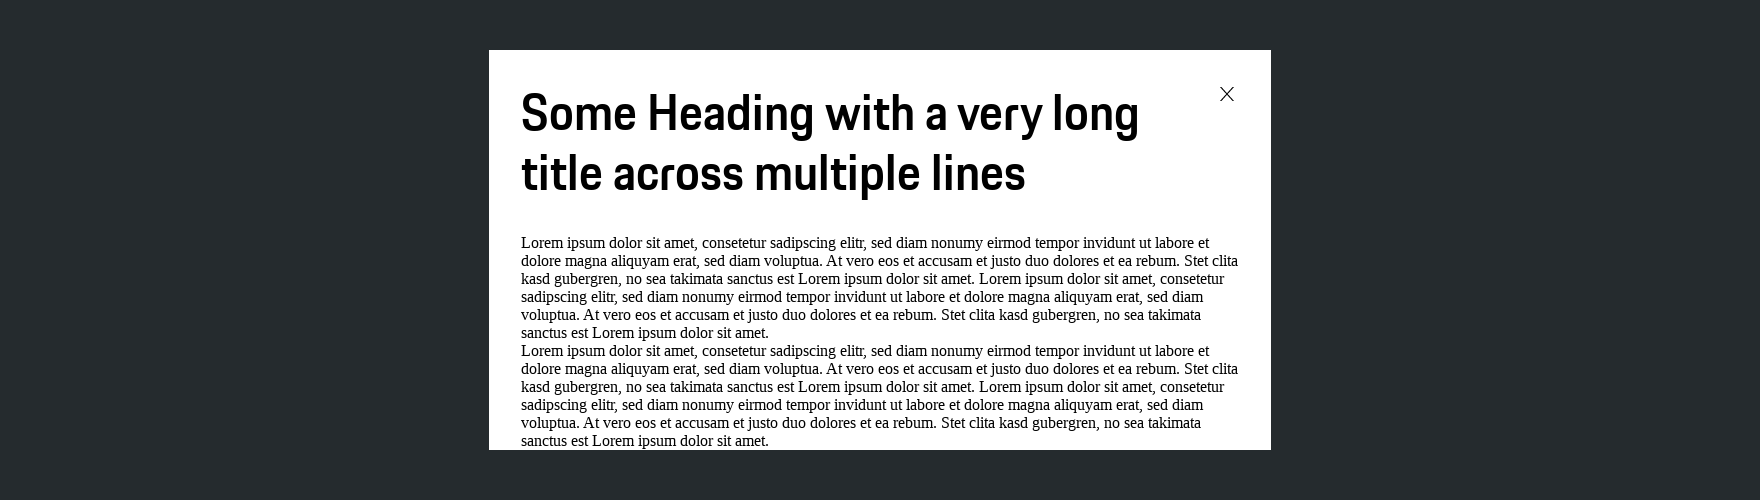 Some Heading with a very long
title across multiple lines
Lorem ipsum dolor sit amet, consetetur sadipscing elitr, sed diam nonumy eirmod tempor invidunt ut labore et
dolore magna aliquyam erat, sed diam voluptua. At vero eos et accusam et justo duo dolores et ea rebum. Stet clita
kasd gubergren, no sea takimata sanctus est Lorem ipsum dolor sit amet. Lorem ipsum dolor sit amet, consetetur
sadipscing elitr, sed diam nonumy eirmod tempor invidunt ut labore et dolore magna aliquyam erat, sed diam
voluptua. At vero eos et accusam et justo duo dolores et ea rebum. Stet clita kasd gubergren, no sea takimata
sanctus est Lorem ipsum dolor sit amet.
Lorem ipsum dolor sit amet, consetetur sadipscing elitr, sed diam nonumy eirmod tempor invidunt ut labore et
dolore magna aliquyam erat, sed diam voluptua. At vero eos et accusam et justo duo dolores et ea rebum. Stet clita
kasd gubergren, no sea takimata sanctus est Lorem ipsum dolor sit amet. Lorem ipsum dolor sit amet, consetetur
sadipscing elitr, sed diam nonumy eirmod tempor invidunt ut labore et dolore magna aliquyam erat, sed diam
voluptua. At vero eos et accusam et justo duo dolores et ea rebum. Stet clita kasd gubergren, no sea takimata
sanctus est Lorem ipsum dolor sit amet.